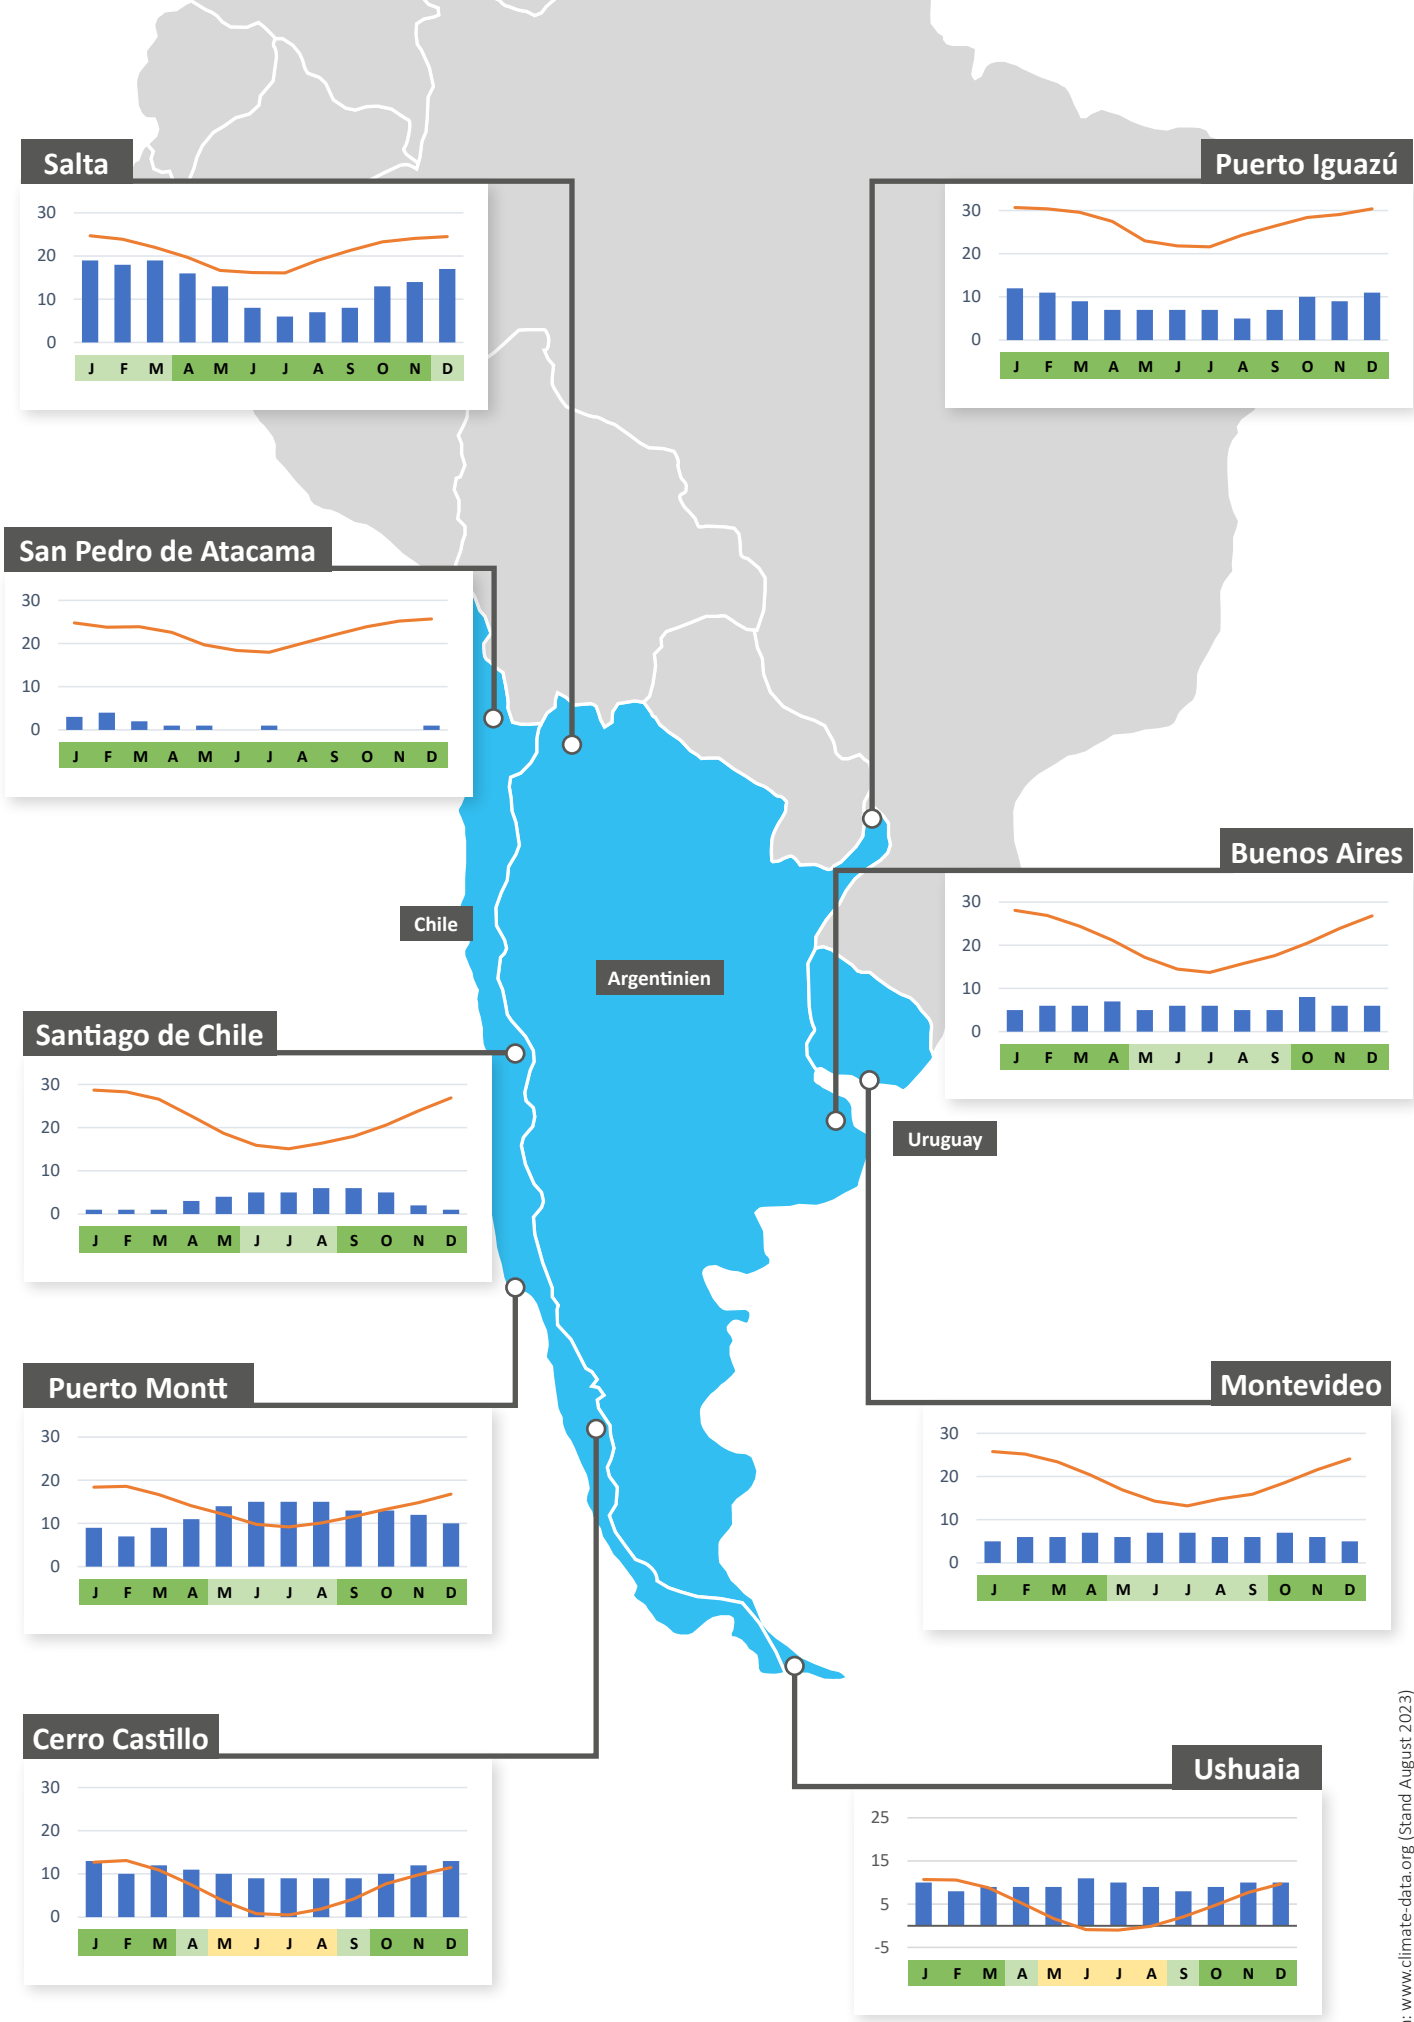 Salta
30
20
10
0
J F M A M J J A S O N D
Puerto Iguazú
30
20
10
0
J F M A M J J A S O N D
San Pedro de Atacama
30
20
10
0
J F M A M J J A S O N D
Buenos Aires
30
20
10
0
J F M A M J J A S O N D
Chile
Argentinien
Uruguay
Santiago de Chile
30
20
10
0
J F M A M J J A S O N D
Puerto Montt
30
20
10
0
J F M A M J J A S O N D
Montevideo
30
20
10
0
J F M A M J J A S O N D
Cerro Castillo
30
20
10
0
J F M A M J J A S O N D
Ushuaia
25
15
5
-5
J F M A M J J A S O N D
www.climate-data.org (Stand August 2023)